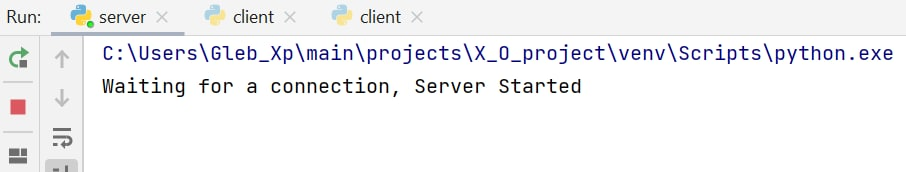 Run: server client client
C:\Users\Gleb_Xp\main\projects\X_O_project\venv\Scripts\python.exe
Waiting for a connection, Server Started